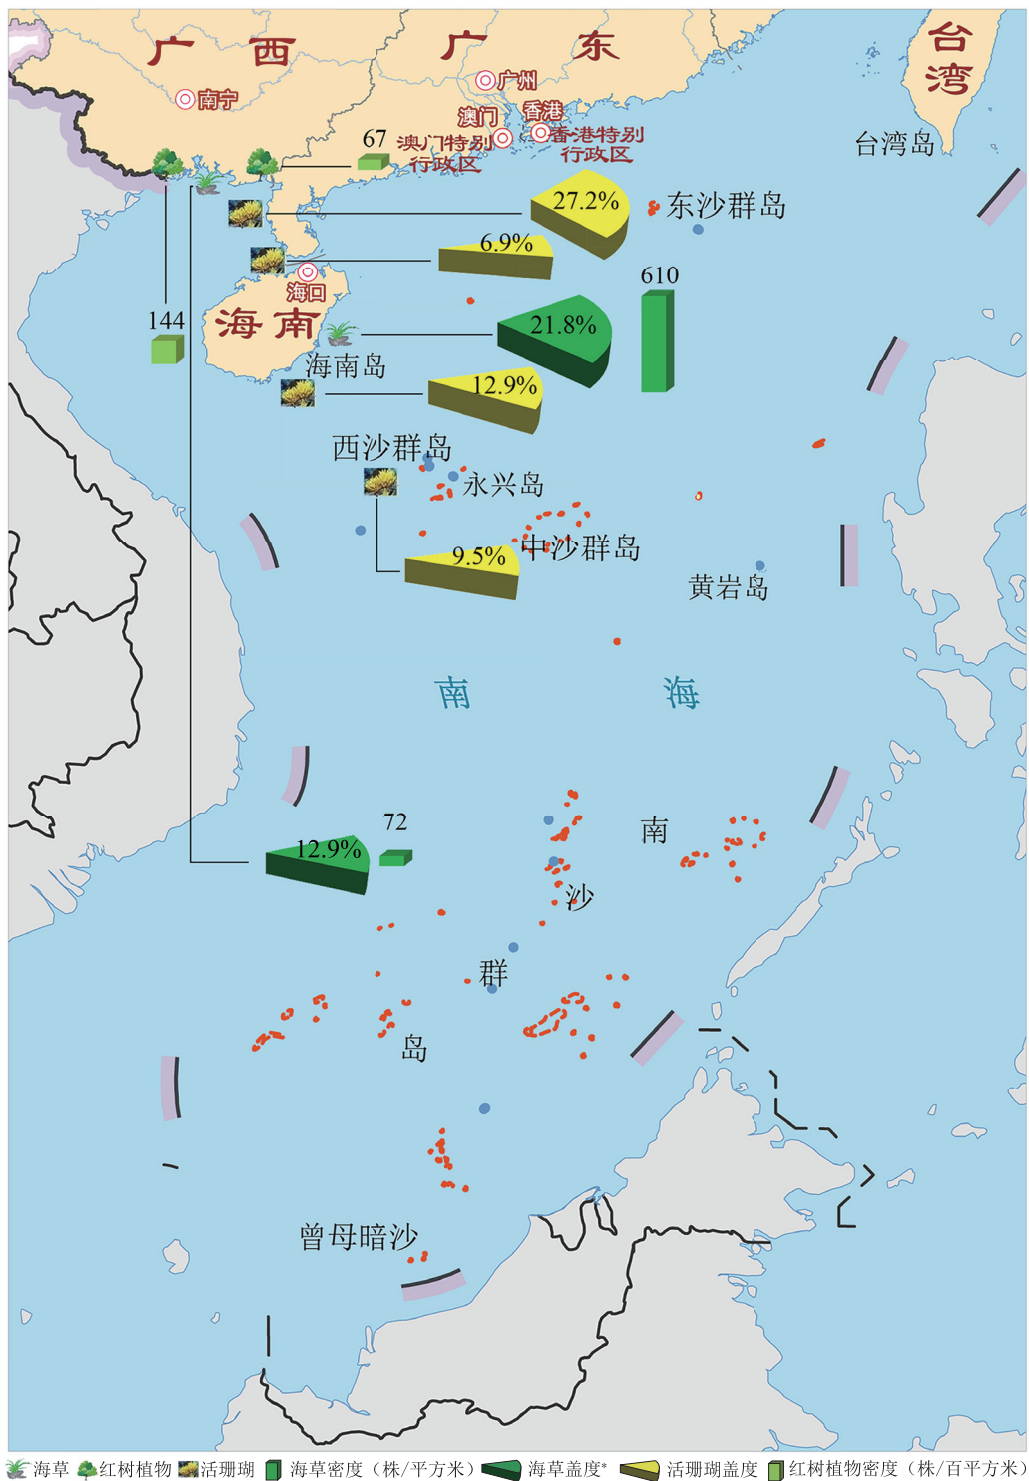 广 西
广 东
台
湾
南宁
广州
澳门
香港
澳门特别
行政区
香港特别
行政区
67
台湾岛
27.2%
东沙群岛
6.9%
海口
610
144
海南
21.8%
海南岛
12.9%
西沙群岛
永兴岛
9.5%
中沙群岛
黄岩岛
南 海
12.9%
72
南
沙
群
岛
曾母暗沙
海草 红树植物 活珊瑚 海草密度（株/平方米） 海草盖度* 活珊瑚盖度 红树植物密度（株/百平方米）